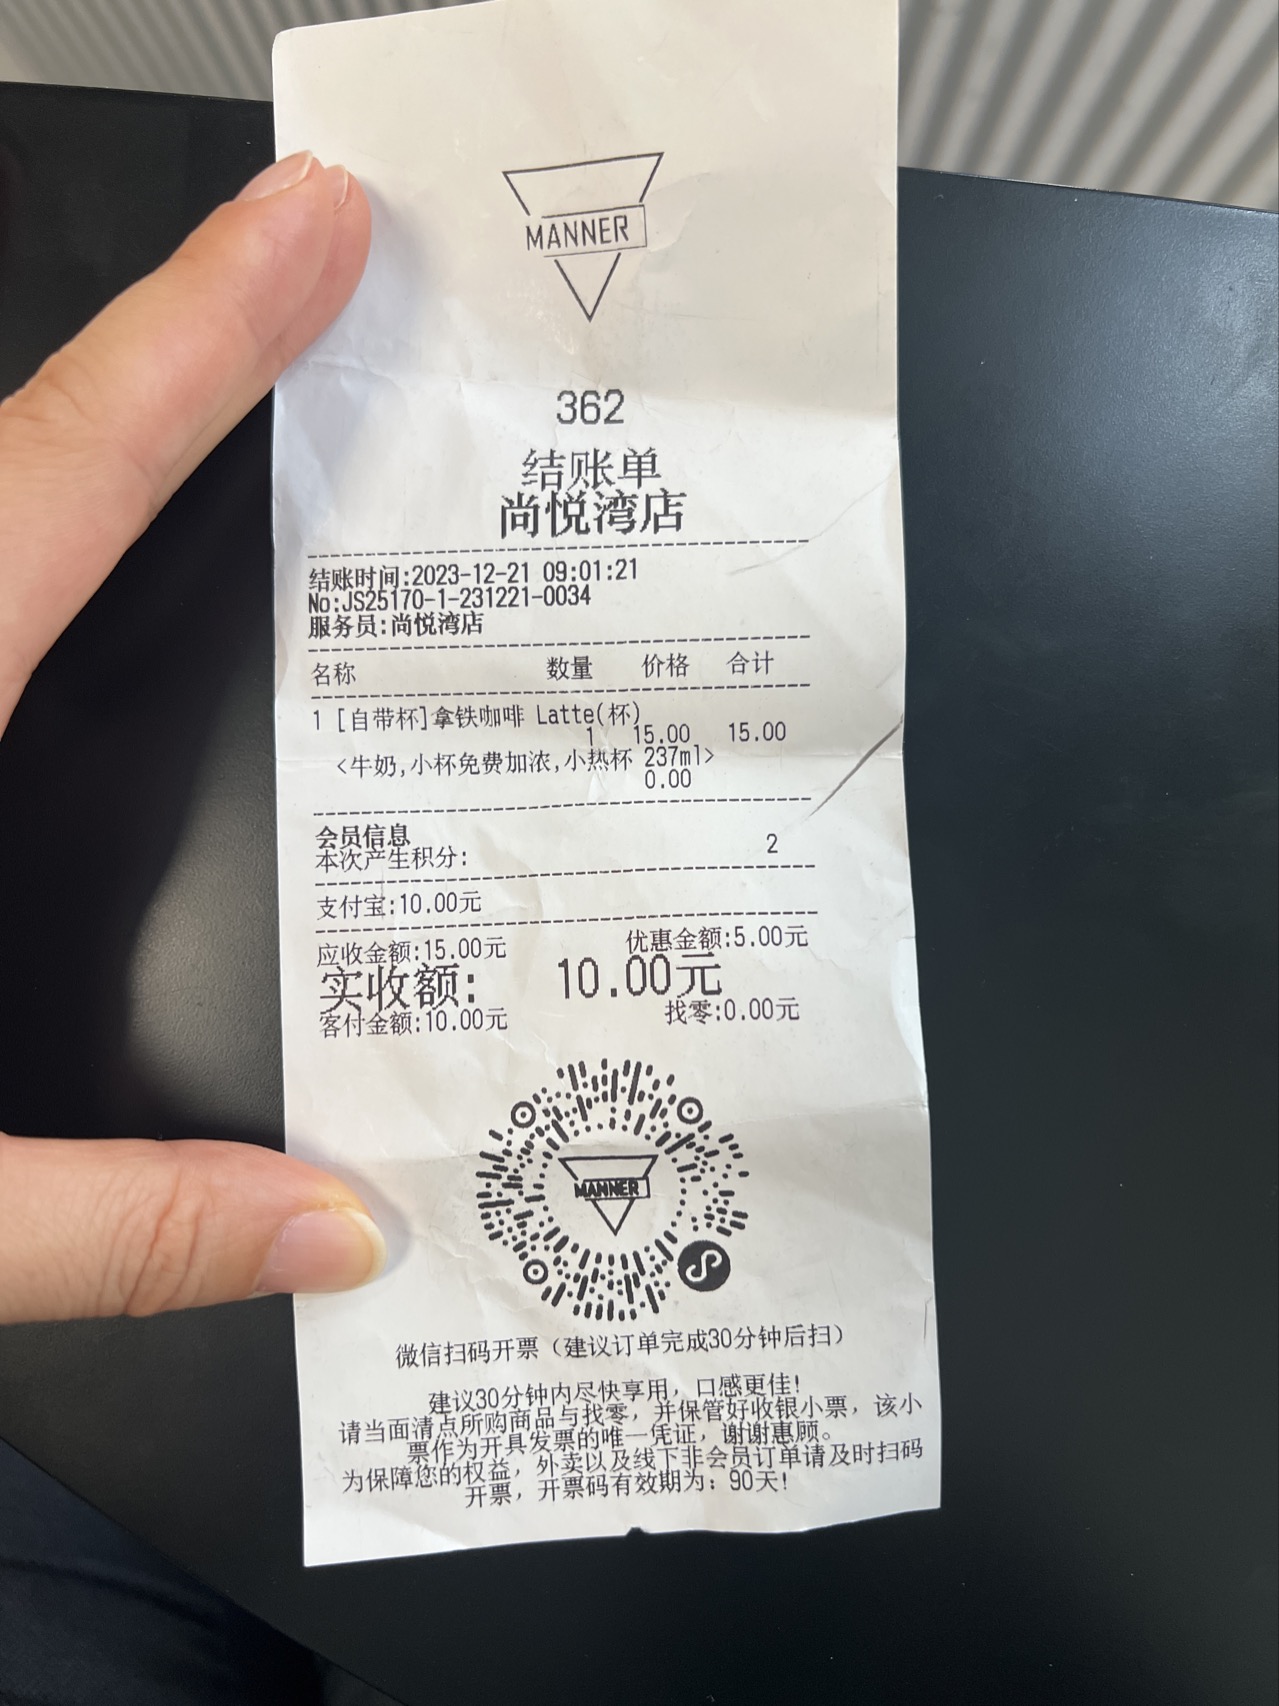 MANNER
362
结账单
尚悦湾店
结账时间:2023-12-21 09:01:21
No:JS25170-1-231221-0034
服务员:尚悦湾店
名称 数量 价格 合计
1 [自带杯]拿铁咖啡 Latte(杯)
1 15.00 15.00
<牛奶,小杯免费加浓,小热杯 237ml>
0.00
会员信息
本次产生积分: 2
支付宝:10.00元
应收金额:15.00元 优惠金额:5.00元
实收额: 10.00元
客付金额:10.00元 找零:0.00元
MANNER
微信扫码开票（建议订单完成30分钟后扫）
建议30分钟内尽快享用，口感更佳！
请当面清点所购商品与找零，并保管好收银小票，该小
票作为开具发票的唯一凭证，谢谢惠顾。
为保障您的权益，外卖以及线下非会员订单请及时扫码
开票，开票码有效期为：90天！